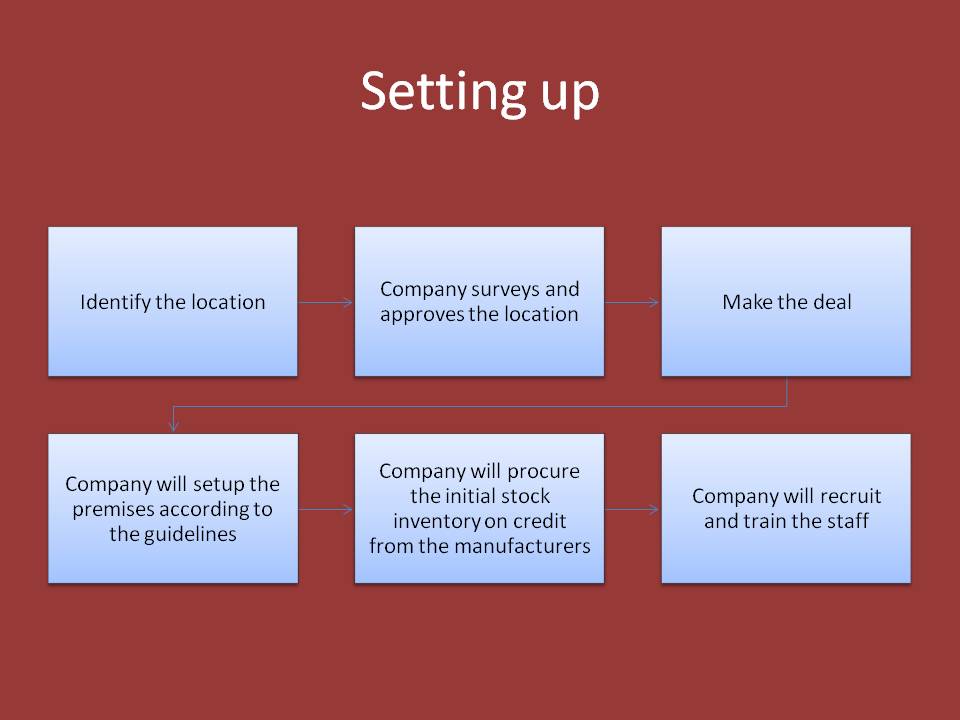 Setting up
Identify the location
Company surveys and
approves the location
Make the deal
Company will setup the
premises according to
the guidelines
Company will procure
the initial stock
inventory on credit
from the manufacturers
Company will recruit
and train the staff